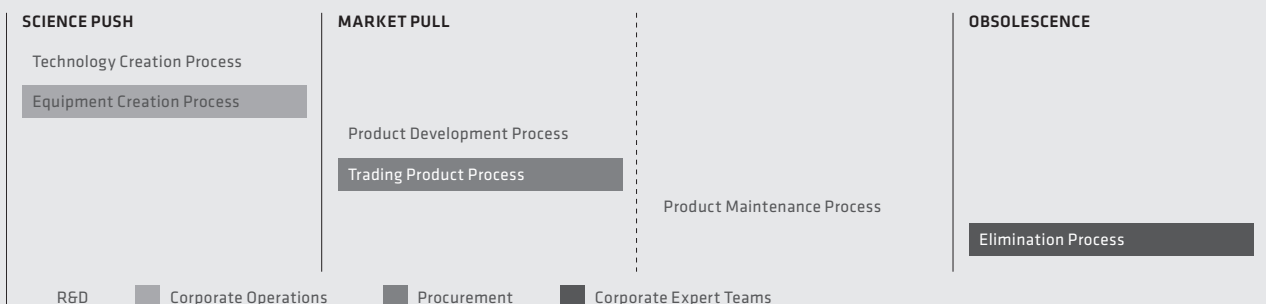 SCIENCE PUSH
MARKET PULL
OBSOLESCENCE
Technology Creation Process
Equipment Creation Process
Product Development Process
Trading Product Process
Product Maintenance Process
Elimination Process
R&D
Corporate Operations
Procurement
Corporate Expert Teams